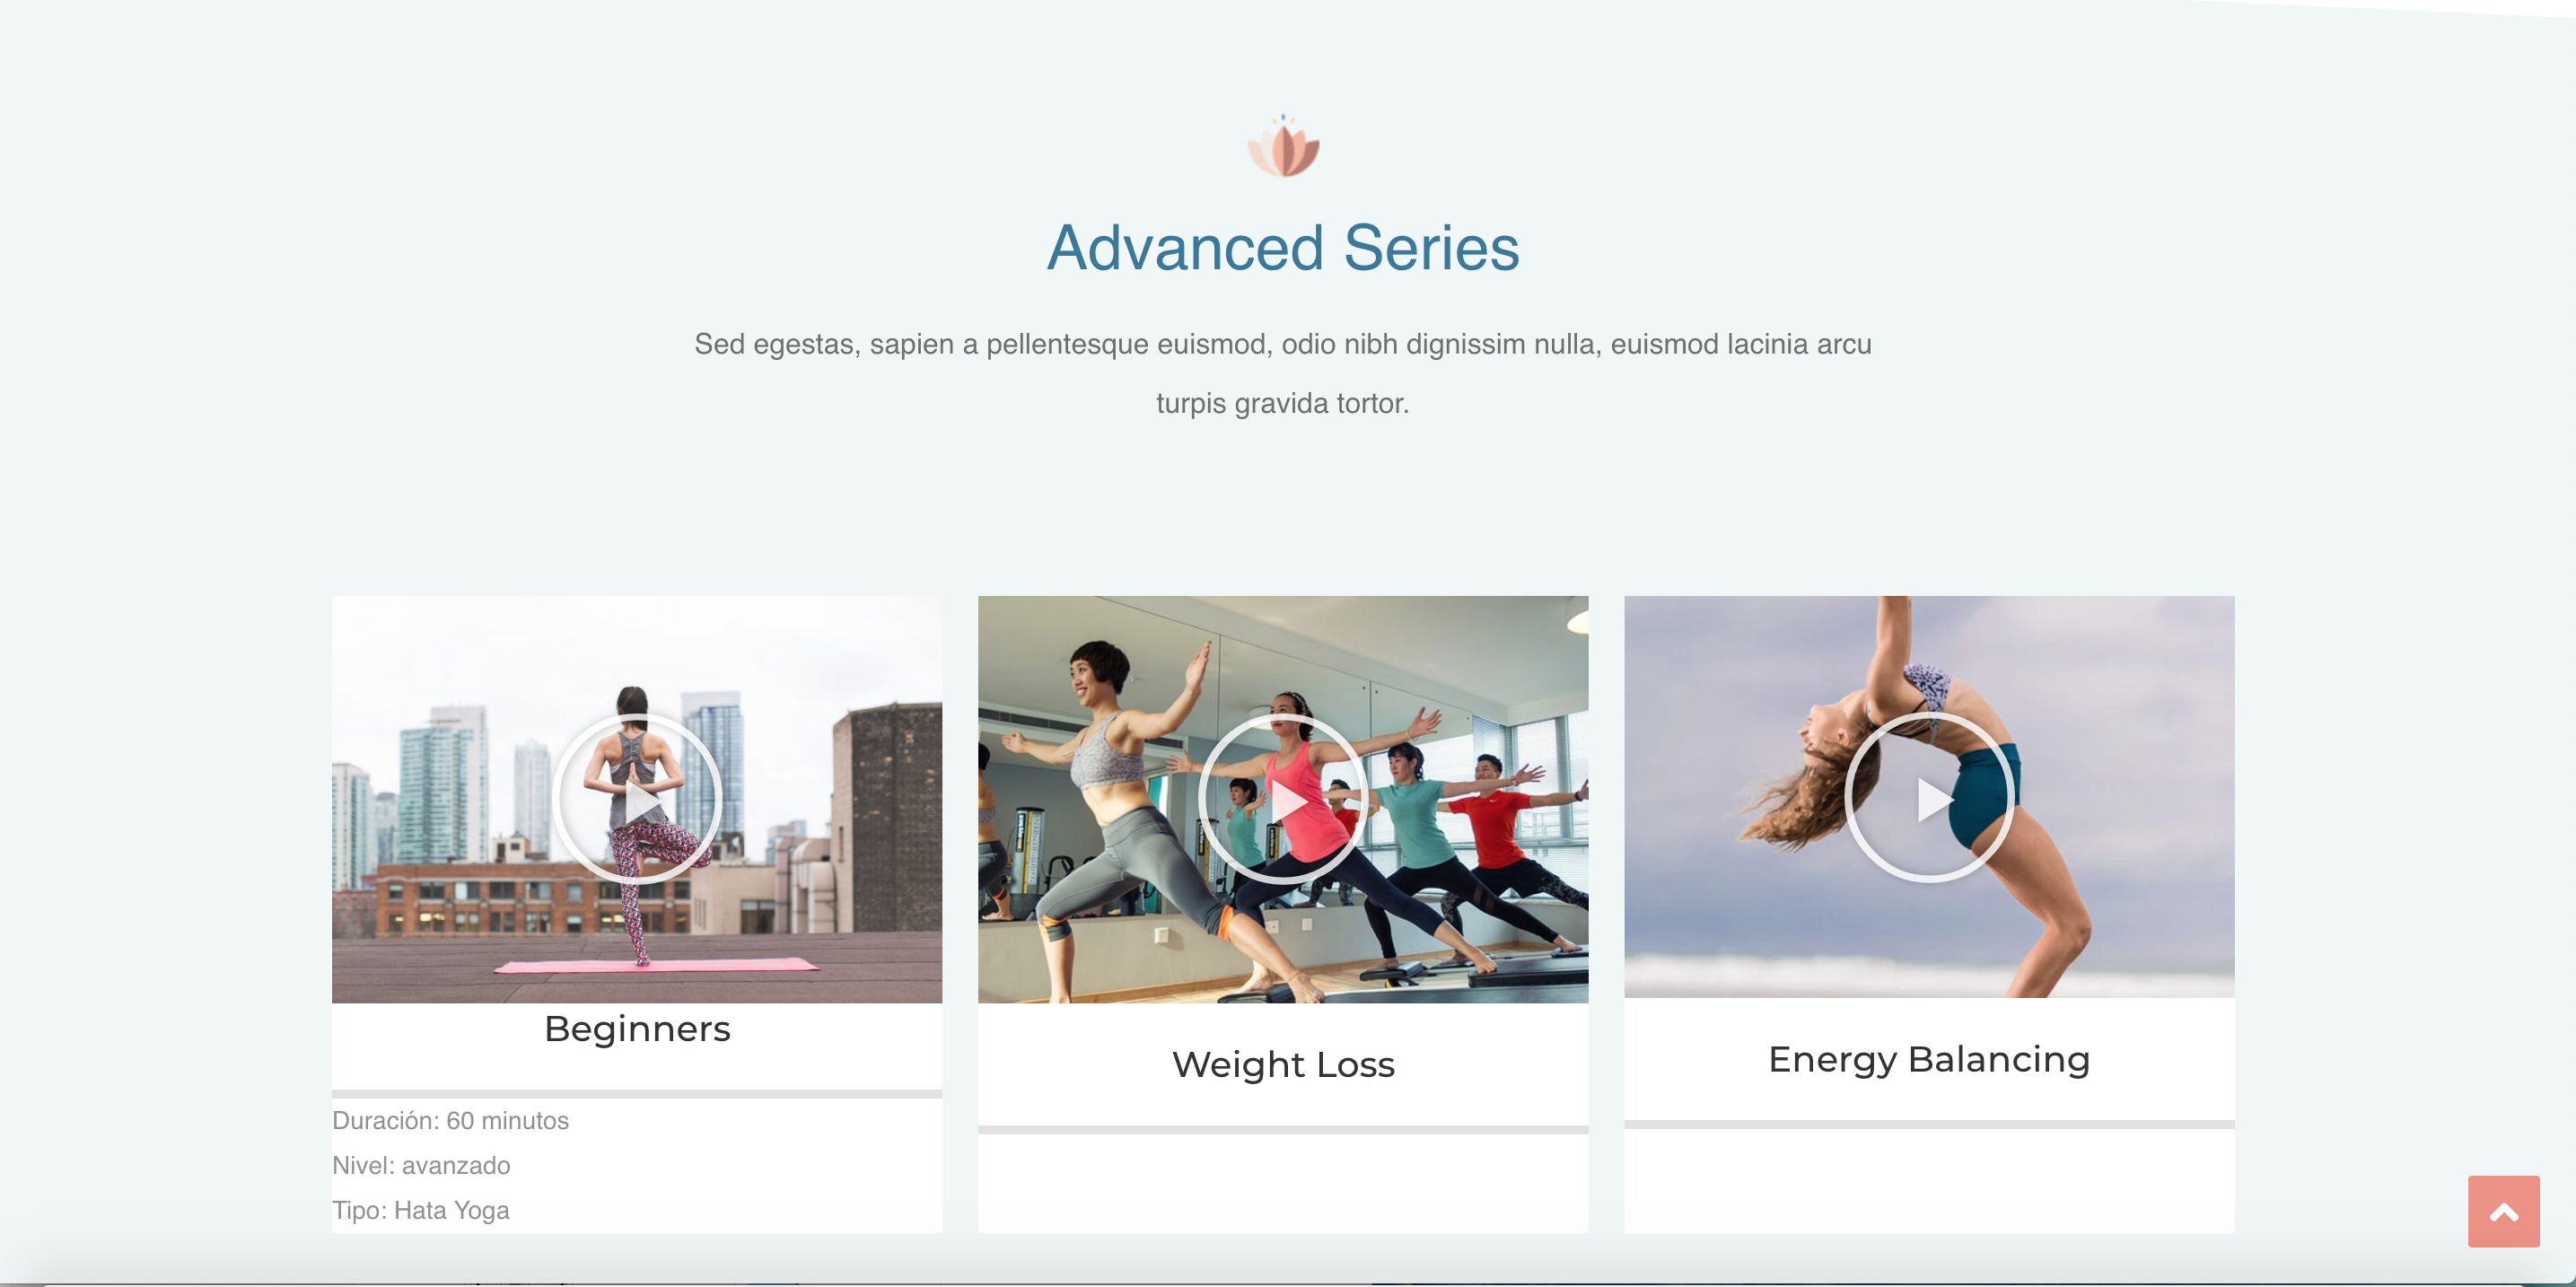 Advanced Series
Sed egestas, sapien a pellentesque euismod, odio nibh dignissim nulla, euismod lacinia arcu
turpis gravida tortor.
Beginners
Duración: 60 minutos
Nivel: avanzado
Tipo: Hata Yoga
Weight Loss
Energy Balancing